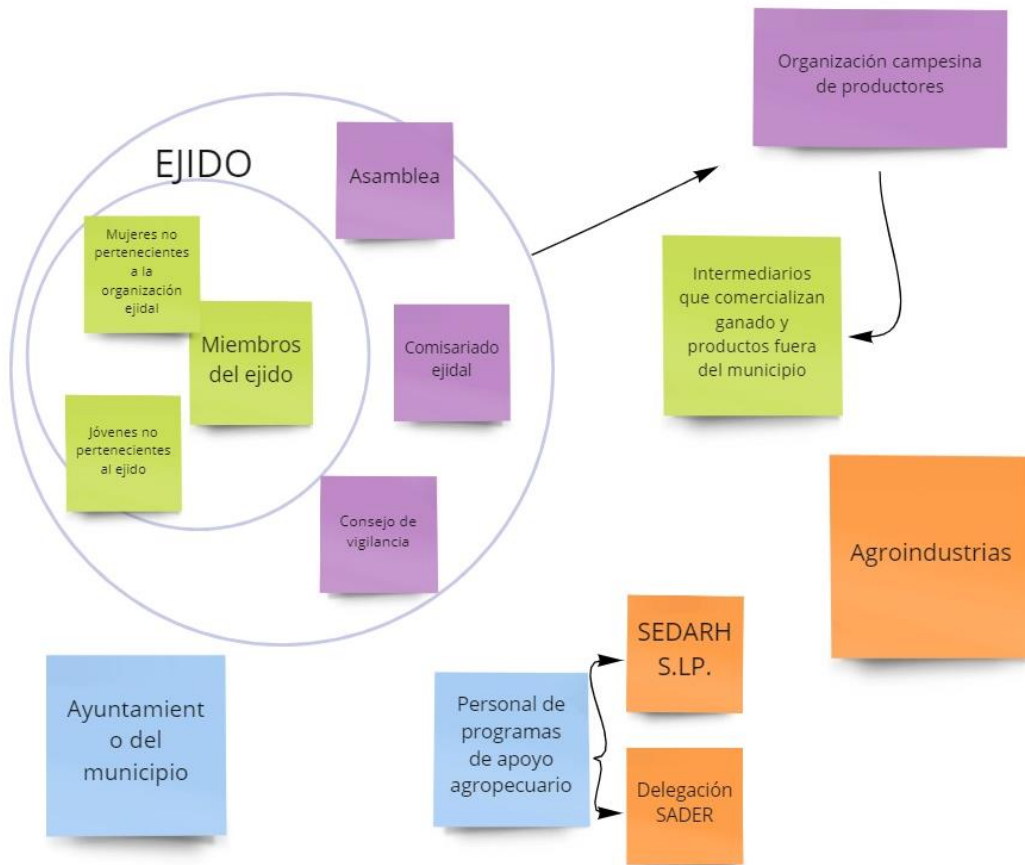 EJIDO
Asamblea
Mujeres no
pertenecientes
a la
organización
ejidal
Miembros
del ejido
Jóvenes no
pertenecientes
al ejido
Comisariado
ejidal
Consejo de
vigilancia
Organización campesina
de productores
Intermediarios
que comercializan
ganado y
productos fuera
del municipio
Agroindustrias
Ayuntamient
o del
municipio
Personal de
programas
de apoyo
agropecuario
SEDARH
S.LP.
Delegación
SADER